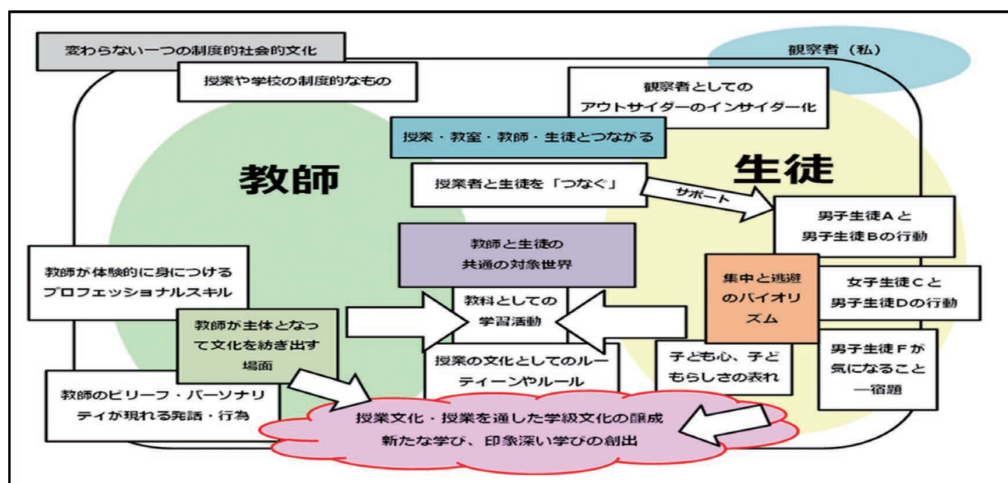 変わらない一つの制度的社会的文化
観察者（私）
授業や学校の制度的なもの
観察者としての
アウトサイダーのインサイダー化
授業・教室・教師・生徒とつながる
教師
生徒
授業者と生徒を「つなぐ」
サポート
男子生徒Aと
男子生徒Bの行動
教師と生徒の
共通の対象世界
教師が体験的に身につける
プロフェッショナルスキル
集中と逃避
のバイオリ
ズム
女子生徒Cと
男子生徒Dの行動
教科としての
学習活動
教師が主体となっ
て文化を紡ぎ出す
場面
授業の文化としてのルー
ティーンやルール
子ども心、子ど
もらしさの表れ
男子生徒Fが
気になること
―宿題
教師のビリーフ・パーソナリ
ティが現れる発話・行為
授業文化・授業を通した学級文化の醸成
新たな学び、印象深い学びの創出